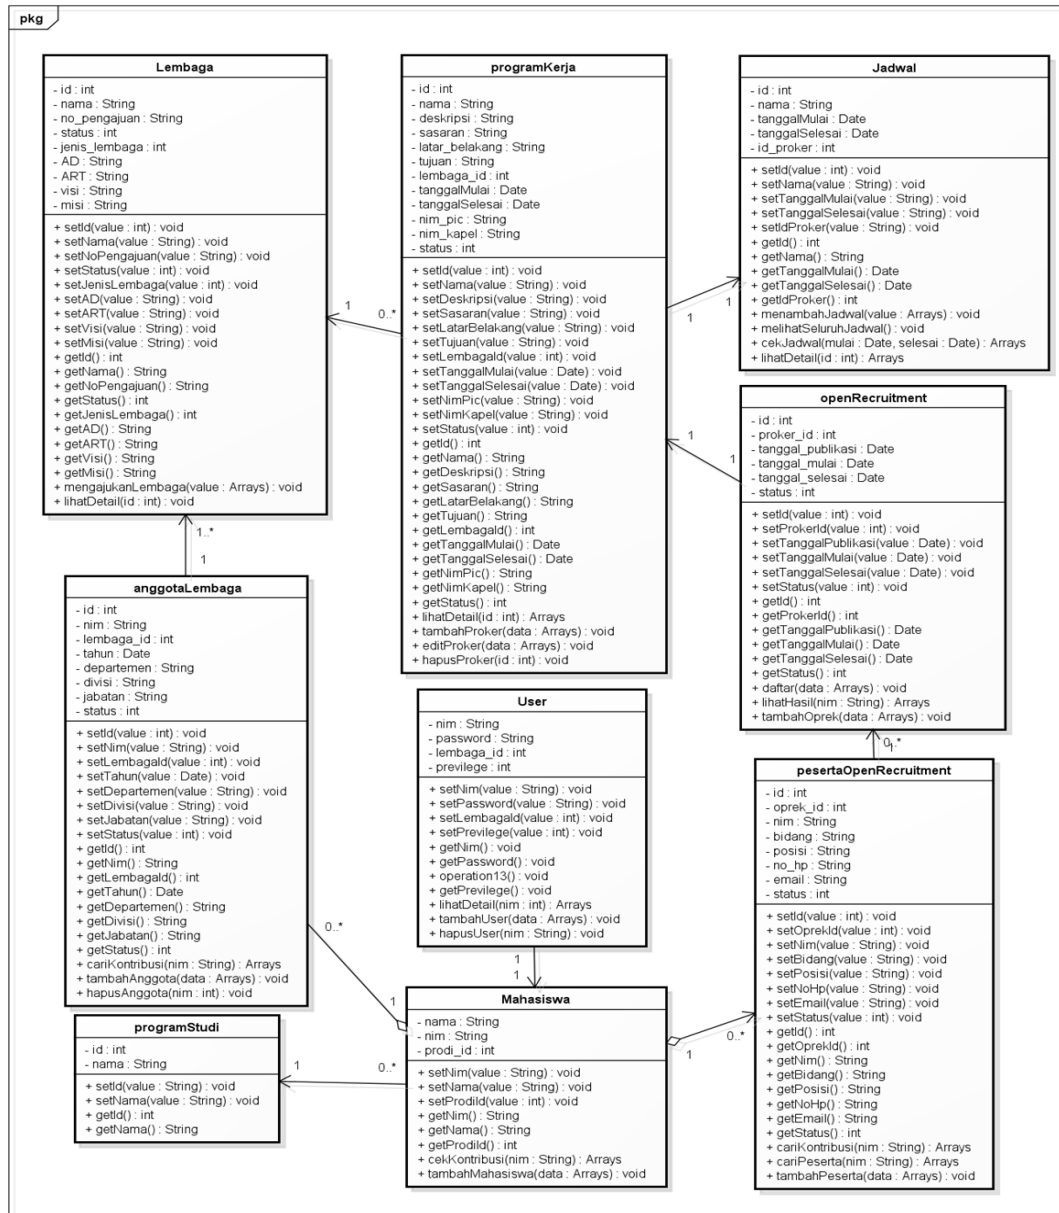 pkg
Lembaga
- id : int
- nama : String
- no_pengajuan : String
- status : int
- jenis_lembaga : int
- AD : String
- ART : String
- visi : String
- misi : String
+ setId(value : int) : void
+ setNama(value : String) : void
+ setNoPengajuan(value : String) : void
+ setStatus(value : int) : void
+ setJenisLembaga(value : int) : void
+ setAD(value : String) : void
+ setART(value : String) : void
+ setVisi(value : String) : void
+ setMisi(value : String) : void
+ getId() : int
+ getNama() : String
+ getNoPengajuan() : String
+ getStatus() : int
+ getJenisLembaga() : int
+ getAD() : String
+ getART() : String
+ getVisi() : String
+ getMisi() : String
+ mengajukanLembaga(value : Arrays) : void
+ lihatDetail(id : int) : void
programKerja
- id : int
- nama : String
- deskripsi : String
- sasaran : String
- latar_belakang : String
- tujuan : String
- lembaga_id : int
- tanggalMulai : Date
- tanggalSelesai : Date
- nim_pic : String
- nim_kapel : String
- status : int
+ setId(value : int) : void
+ setNama(value : String) : void
+ setDeskripsi(value : String) : void
+ setSasaran(value : String) : void
+ setLatarBelakang(value : String) : void
+ setTujuan(value : String) : void
+ setLembagaId(value : int) : void
+ setTanggalMulai(value : Date) : void
+ setTanggalSelesai(value : Date) : void
+ setNimPic(value : String) : void
+ setNimKapel(value : String) : void
+ setStatus(value : int) : void
+ getId() : int
+ getNama() : String
+ getDeskripsi() : String
+ getSasaran() : String
+ getLatarBelakang() : String
+ getTujuan() : String
+ getLembagaId() : int
+ getTanggalMulai() : Date
+ getTanggalSelesai() : Date
+ getNimPic() : String
+ getNimKapel() : String
+ getStatus() : int
+ lihatDetail(id : int) : Arrays
+ tambahProker(data : Arrays) : void
+ editProker(data : Arrays) : void
+ hapusProker(id : int) : void
Jadwal
- id : int
- nama : String
- tanggalMulai : Date
- tanggalSelesai : Date
- id_proker : int
+ setId(value : int) : void
+ setNama(value : String) : void
+ setTanggalMulai(value : String) : void
+ setTanggalSelesai(value : String) : void
+ setIdProker(value : String) : void
+ getId() : int
+ getNama() : String
+ getTanggalMulai() : Date
+ getTanggalSelesai() : Date
+ getIdProker() : int
+ menambahJadwal(value : Arrays) : void
+ melihatSeluruhJadwal() : void
+ cekJadwal(mulai : Date, selesai : Date) : Arrays
+ lihatDetail(id : int) : Arrays
1
0..*
1
1
1
1
openRecruitment
- id : int
- proker_id : int
- tanggal_publikasi : Date
- tanggal_mulai : Date
- tanggal_selesai : Date
- status : int
+ setId(value : int) : void
+ setProkerId(value : int) : void
+ setTanggalPublikasi(value : Date) : void
+ setTanggalMulai(value : Date) : void
+ setTanggalSelesai(value : Date) : void
+ setStatus(value : int) : void
+ getId() : int
+ getProkerId() : int
+ getTanggalPublikasi() : Date
+ getTanggalMulai() : Date
+ getTanggalSelesai() : Date
+ getStatus() : int
+ daftar(data : Arrays) : void
+ lihatHasil(nim : String) : Arrays
+ tambahOprek(data : Arrays) : void
1..*
1
anggotaLembaga
- id : int
- nim : String
- lembaga_id : int
- tahun : Date
- departemen : String
- divisi : String
- jabatan : String
- status : int
+ setId(value : int) : void
+ setNim(value : String) : void
+ setLembagaId(value : int) : void
+ setTahun(value : Date) : void
+ setDepartemen(value : String) : void
+ setDivisi(value : String) : void
+ setJabatan(value : String) : void
+ setStatus(value : int) : void
+ getId() : int
+ getNim() : String
+ getLembagaId() : int
+ getTahun() : Date
+ getDepartemen() : String
+ getDivisi() : String
+ getJabatan() : String
+ getStatus() : int
+ cariKontribusi(nim : String) : Arrays
+ tambahAnggota(data : Arrays) : void
+ hapusAnggota(nim : int) : void
User
- nim : String
- password : String
- lembaga_id : int
- previlege : int
+ setNim(value : String) : void
+ setPassword(value : String) : void
+ setLembagaId(value : int) : void
+ setPrevilege(value : int) : void
+ getNim() : void
+ getPassword() : void
+ operation13() : void
+ getPrevilege() : void
+ lihatDetail(nim : int) : Arrays
+ tambahUser(data : Arrays) : void
+ hapusUser(nim : String) : void
0..*
1
pesertaOpenRecruitment
- id : int
- oprek_id : int
- nim : String
- bidang : String
- posisi : String
- no_hp : String
- email : String
- status : int
+ setId(value : int) : void
+ setOprekId(value : int) : void
+ setNim(value : String) : void
+ setBidang(value : String) : void
+ setPosisi(value : String) : void
+ setNoHp(value : String) : void
+ setEmail(value : String) : void
+ setStatus(value : int) : void
+ getId() : int
+ getOprekId() : int
+ getNim() : String
+ getBidang() : String
+ getPosisi() : String
+ getNoHp() : String
+ getEmail() : String
+ getStatus() : int
+ cariKontribusi(nim : String) : Arrays
+ cariPeserta(nim : String) : Arrays
+ tambahPeserta(data : Arrays) : void
0..*
1
1
1
0..*
1
programStudi
- id : int
- nama : String
+ setId(value : String) : void
+ setNama(value : String) : void
+ getId() : int
+ getNama() : String
1
0..*
Mahasiswa
- nama : String
- nim : String
- prodi_id : int
+ setNim(value : String) : void
+ setNama(value : String) : void
+ setProdiId(value : int) : void
+ getNim() : String
+ getNama() : String
+ getProdiId() : int
+ cekKontribusi(nim : String) : Arrays
+ tambahMahasiswa(data : Arrays) : void